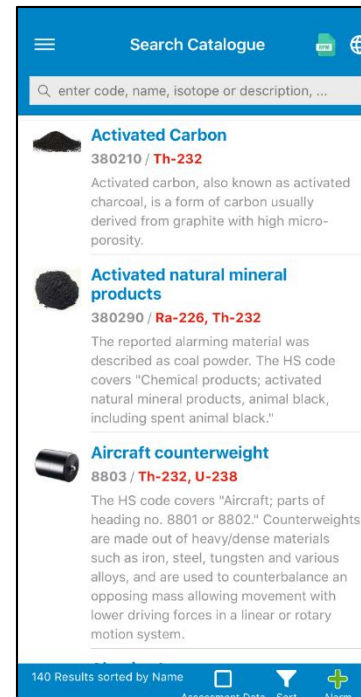 Search Catalogue
NORM
enter code, name, isotope or description, ...
Activated Carbon
380210 / Th-232
Activated carbon, also known as activated
charcoal, is a form of carbon usually
derived from graphite with high micro-
porosity.
Activated natural mineral
products
380290 / Ra-226, Th-232
The reported alarming material was
described as coal powder. The HS code
covers "Chemical products; activated
natural mineral products, animal black,
including spent animal black."
Aircraft counterweight
8803 / Th-232, U-238
The HS code covers "Aircraft; parts of
heading no. 8801 or 8802." Counterweights
are made out of heavy/dense materials
such as iron, steel, tungsten and various
alloys, and are used to counterbalance an
opposing mass allowing movement with
lower driving forces in a linear or rotary
motion system.
140 Results sorted by Name
Assessment Data Sort Norm